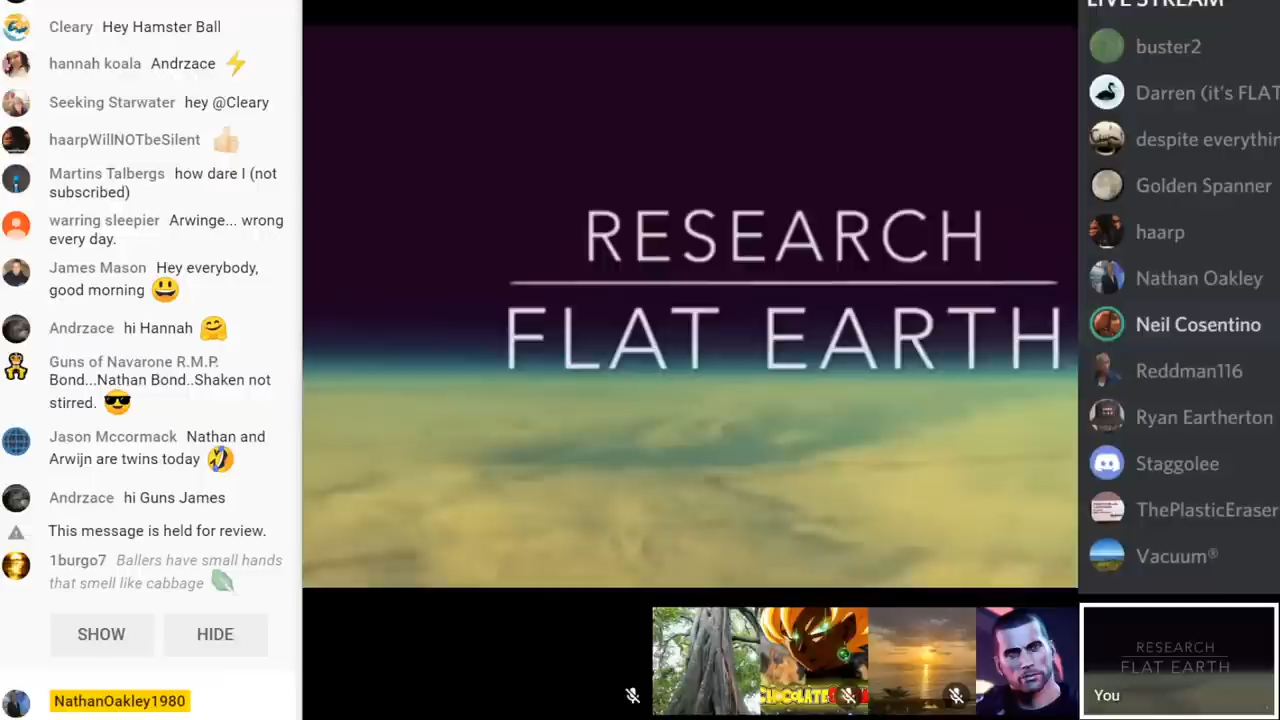 Cleary Hey Hamster Ball
hannah koala Andrzace ⚡
Seeking Starwater hey @Cleary
haarpWillNOTbeSilent 👍🏻
Martins Talbergs how dare I (not
subscribed)
warring sleepier Arwinge... wrong
every day.
James Mason Hey everybody,
good morning 😃
Andrzace hi Hannah 🤗
Guns of Navarone R.M.P.
Bond...Nathan Bond..Shaken not
stirred. 😎
Jason Mccormack Nathan and
Arwijn are twins today 🤣
Andrzace hi Guns James
This message is held for review.
1burgo7 Ballers have small hands
that smell like cabbage 🍃
SHOW HIDE
NathanOakley1980
RESEARCH
FLAT EARTH
LIVE STREAM
buster2
Darren (it's FLAT
despite everythin
Golden Spanner
haarp
Nathan Oakley
Neil Cosentino
Reddman116
Ryan Eartherton
Staggolee
ThePlasticEraser
Vacuum®
RESEARCH
FLAT EARTH
You